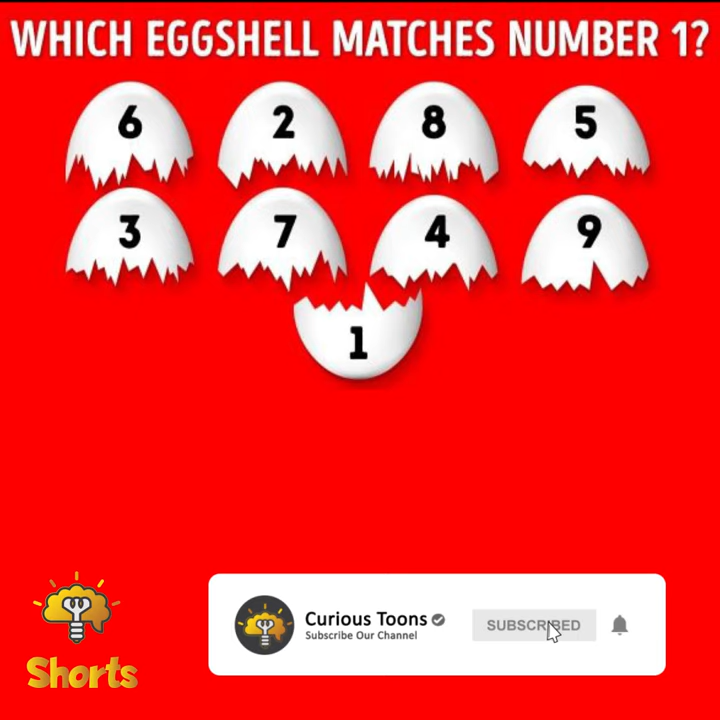 WHICH EGGSHELL MATCHES NUMBER 1?
6 2 8 5
3 7 4 9
1
Shorts
Curious Toons
Subscribe Our Channel
SUBSCRIBED